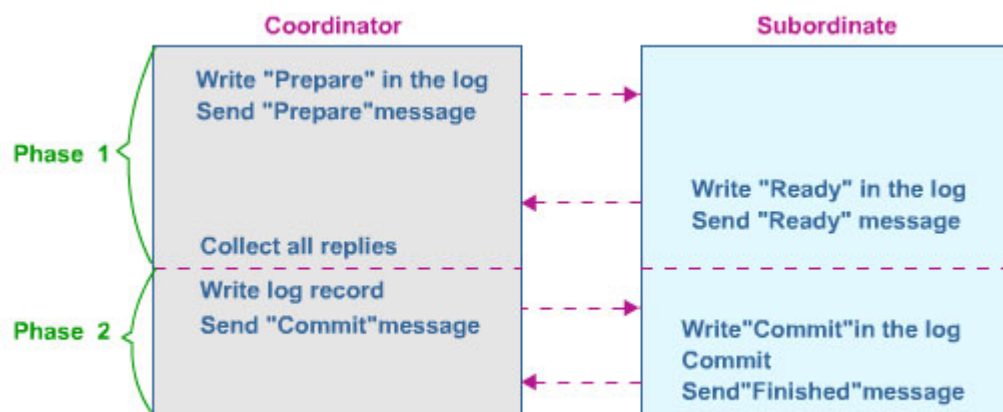 Coordinator
Subordinate
Write "Prepare" in the log
Send "Prepare"message
Phase 1
Write "Ready" in the log
Send "Ready" message
Collect all replies
Write log record
Send "Commit"message
Phase 2
Write"Commit"in the log
Commit
Send"Finished"message